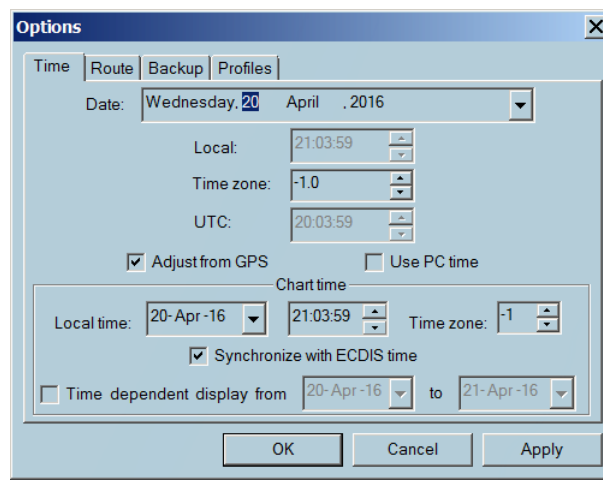 Options
Time Route Backup Profiles
Date: Wednesday, 20 April , 2016
Local: 21:03:59
Time zone: -1.0
UTC: 20:03:59
Adjust from GPS Use PC time
Chart time
Local time: 20-Apr-16 21:03:59 Time zone: -1
Synchronize with ECDIS time
Time dependent display from 20-Apr-16 to 21-Apr-16
OK Cancel Apply